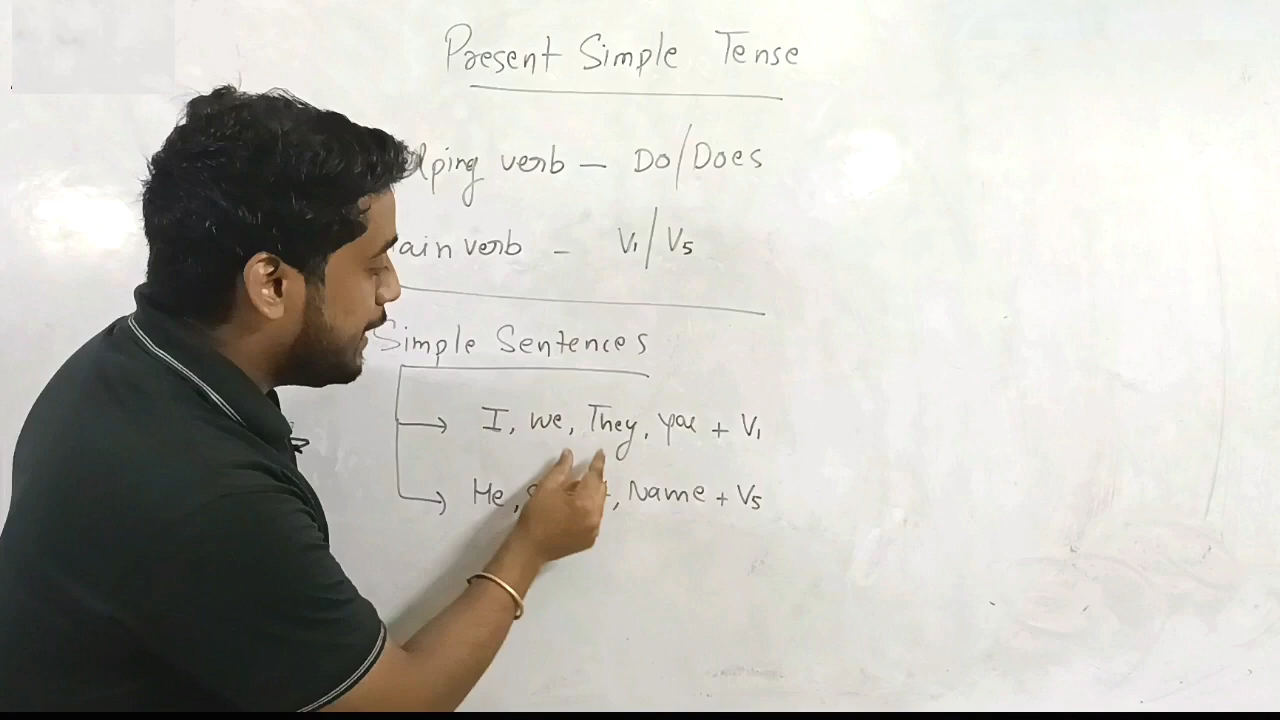 Present Simple Tense
elping verb - Do/Does
ain verb - V₁/V₅
Simple Sentences
I, We, They, you + V₁
He, Name + V₅